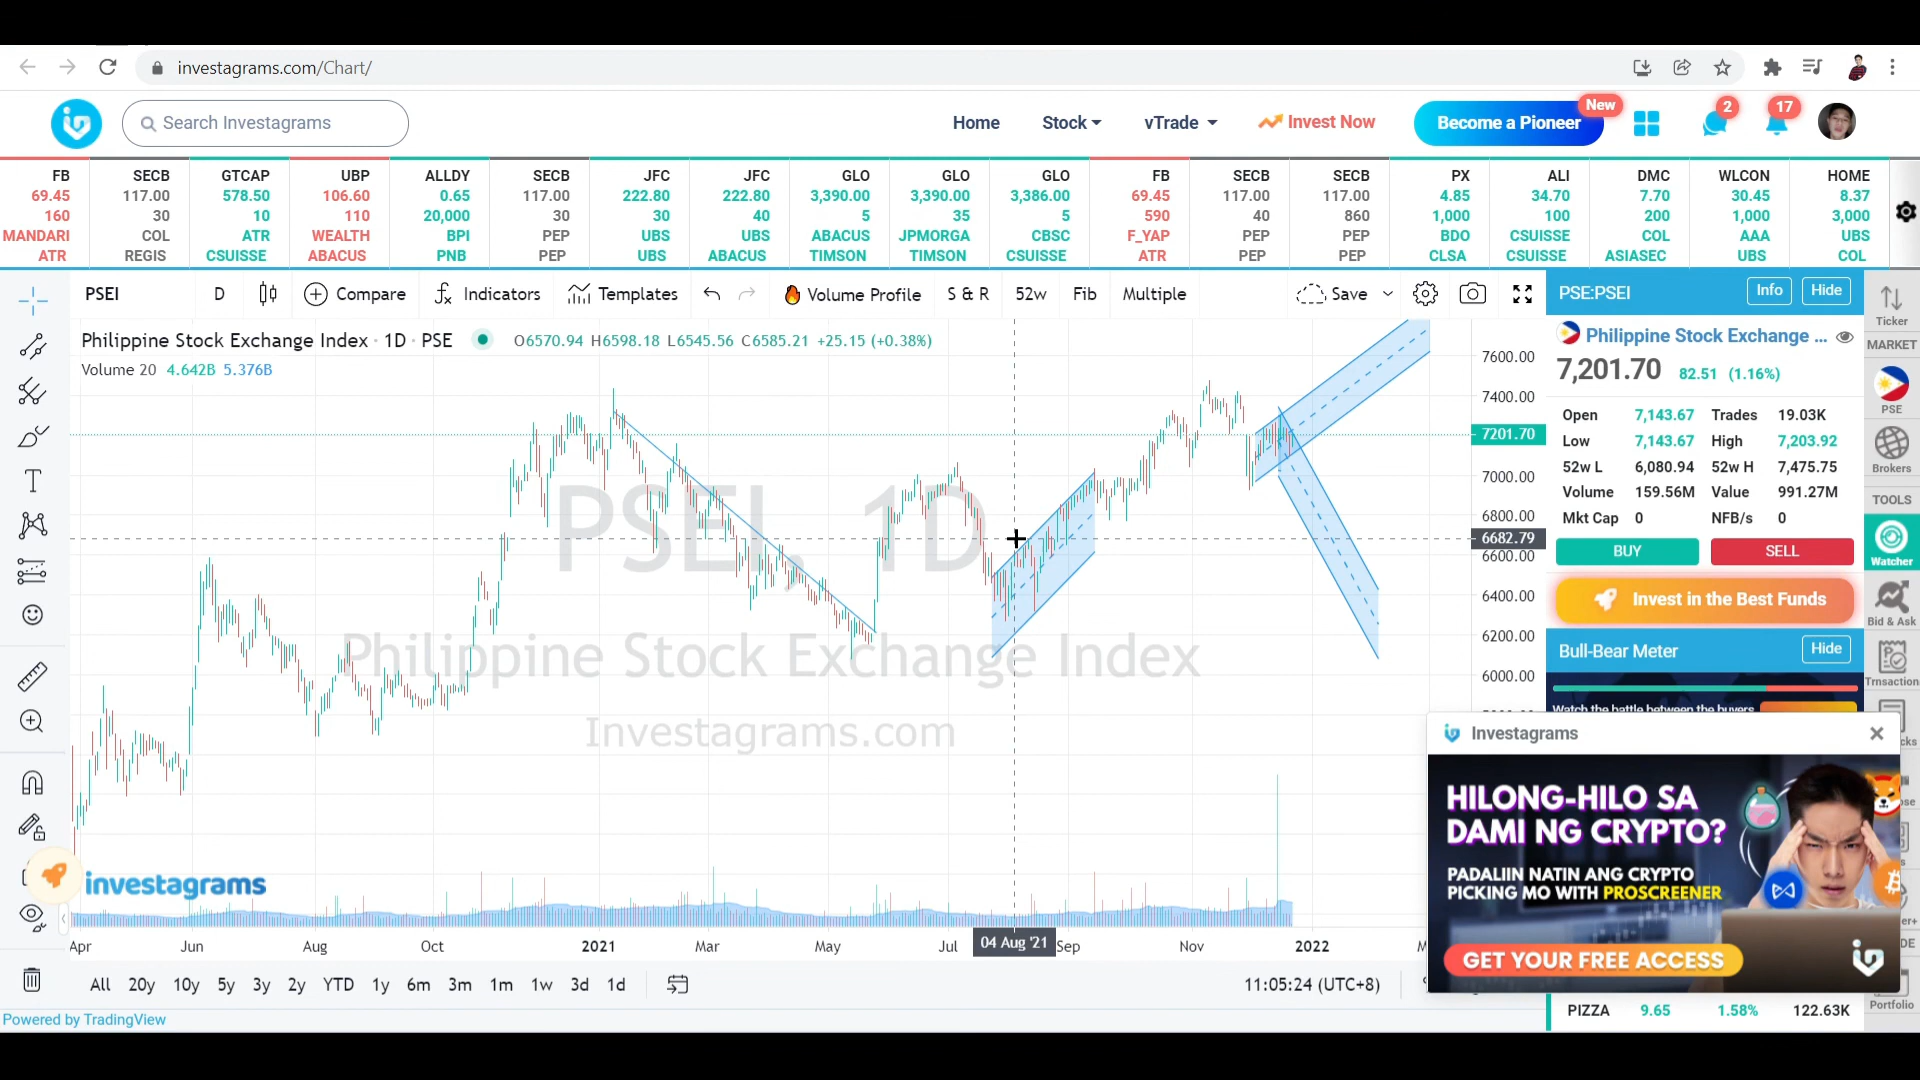 investagrams.com/Chart/
Search Investagrams
Home
Stock
vTrade
Invest Now
Become a Pioneer
New
2
17
FB SECB GTCAP UBP ALLDY SECB JFC JFC GLO GLO GLO FB SECB SECB PX ALI DMC WLCON HOME
69.45 117.00 578.50 106.60 0.65 117.00 222.80 222.80 3,390.00 3,390.00 3,386.00 69.45 117.00 117.00 4.85 34.70 7.70 30.45 8.37
160 30 10 110 20,000 30 30 40 5 35 5 590 40 860 1,000 100 200 1,000 3,000
MANDARI COL ATR WEALTH BPI PEP UBS UBS ABACUS JPMORGA CBSC F_YAP PEP PEP BDO CSUISSE COL AAA UBS
ATR REGIS CSUISSE ABACUS PNB PEP UBS ABACUS TIMSON TIMSON CSUISSE ATR PEP PEP CLSA CSUISSE ASIASEC UBS COL
PSEI
D
Compare
Indicators
Templates
Volume Profile
S & R
52w
Fib
Multiple
Save
Philippine Stock Exchange Index · 1D · PSE
O6570.94 H6598.18 L6545.56 C6585.21 +25.15 (+0.38%)
Volume 20 4.642B 5.376B
PSEI, 1D
Philippine Stock Exchange Index
Investagrams.com
7600.00
7400.00
7201.70
7000.00
6800.00
6682.79
6600.00
6400.00
6200.00
6000.00
investagrams
Apr Jun Aug Oct 2021 Mar May Jul 04 Aug '21 Sep Nov 2022
All 20y 10y 5y 3y 2y YTD 1y 6m 3m 1m 1w 3d 1d
11:05:24 (UTC+8)
Powered by TradingView
PSE:PSEI
Info
Hide
Philippine Stock Exchange ...
7,201.70 82.51 (1.16%)
Open 7,143.67 Trades 19.03K
Low 7,143.67 High 7,203.92
52w L 6,080.94 52w H 7,475.75
Volume 159.56M Value 991.27M
Mkt Cap 0 NFB/s 0
BUY
SELL
Invest in the Best Funds
Bull-Bear Meter
Hide
Watch the battle between the buyers
Investagrams
HILONG-HILO SA
DAMI NG CRYPTO?
PADALIIN NATIN ANG CRYPTO
PICKING MO WITH PROSCREENER
GET YOUR FREE ACCESS
PIZZA 9.65 1.58% 122.63K
Ticker
MARKET
PSE
Brokers
TOOLS
Watcher
Bid & Ask
Trnsaction
Portfolio